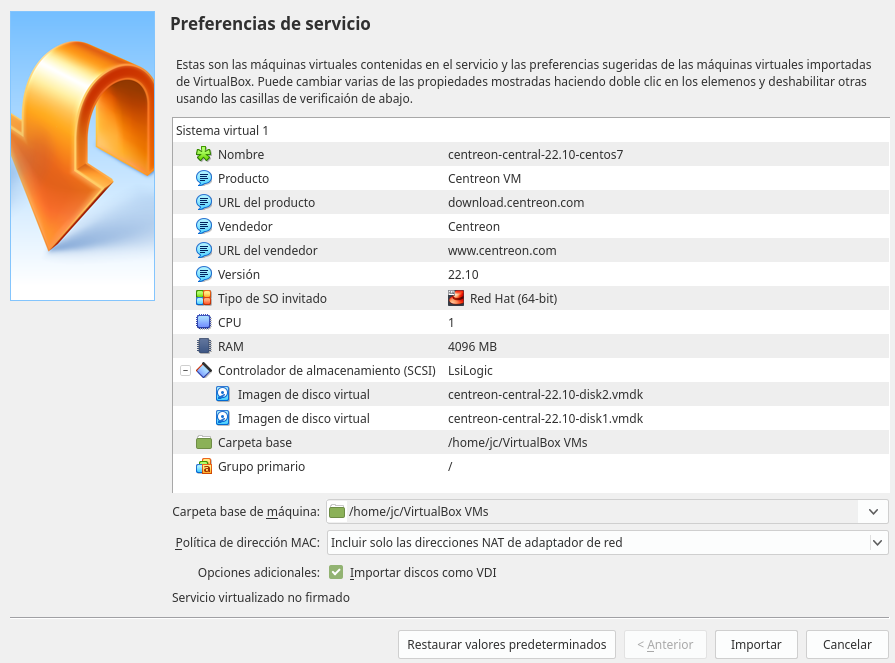 Preferencias de servicio
Estas son las máquinas virtuales contenidas en el servicio y las preferencias sugeridas de las máquinas virtuales importadas
de VirtualBox. Puede cambiar varias de las propiedades mostradas haciendo doble clic en los elemenos y deshabilitar otras
usando las casillas de verificaión de abajo.
Sistema virtual 1
Nombre centreon-central-22.10-centos7
Producto Centreon VM
URL del producto download.centreon.com
Vendedor Centreon
URL del vendedor www.centreon.com
Versión 22.10
Tipo de SO invitado Red Hat (64-bit)
CPU 1
RAM 4096 MB
Controlador de almacenamiento (SCSI) LsiLogic
Imagen de disco virtual centreon-central-22.10-disk2.vmdk
Imagen de disco virtual centreon-central-22.10-disk1.vmdk
Carpeta base /home/jc/VirtualBox VMs
Grupo primario /
Carpeta base de máquina: /home/jc/VirtualBox VMs
Política de dirección MAC: Incluir solo las direcciones NAT de adaptador de red
Opciones adicionales: Importar discos como VDI
Servicio virtualizado no firmado
Restaurar valores predeterminados < Anterior Importar Cancelar